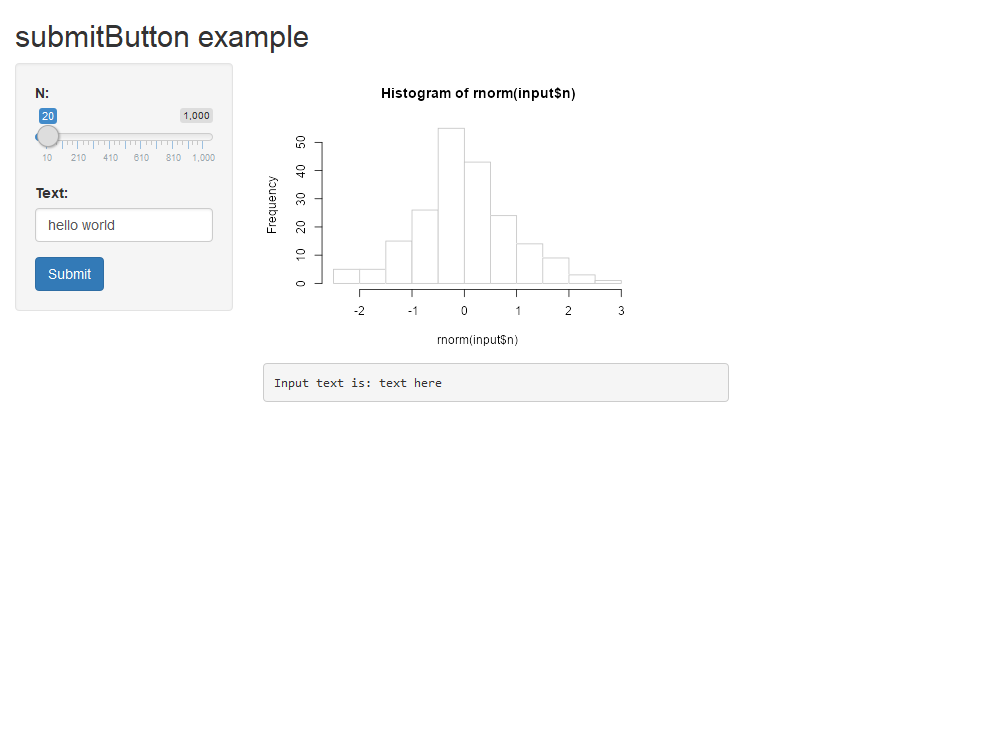 submitButton example
N:
20 1,000
10 210 410 610 810 1,000
Text:
hello world
Submit
Histogram of rnorm(input$n)
Frequency
50
40
30
20
10
0
-2 -1 0 1 2 3
rnorm(input$n)
Input text is: text here